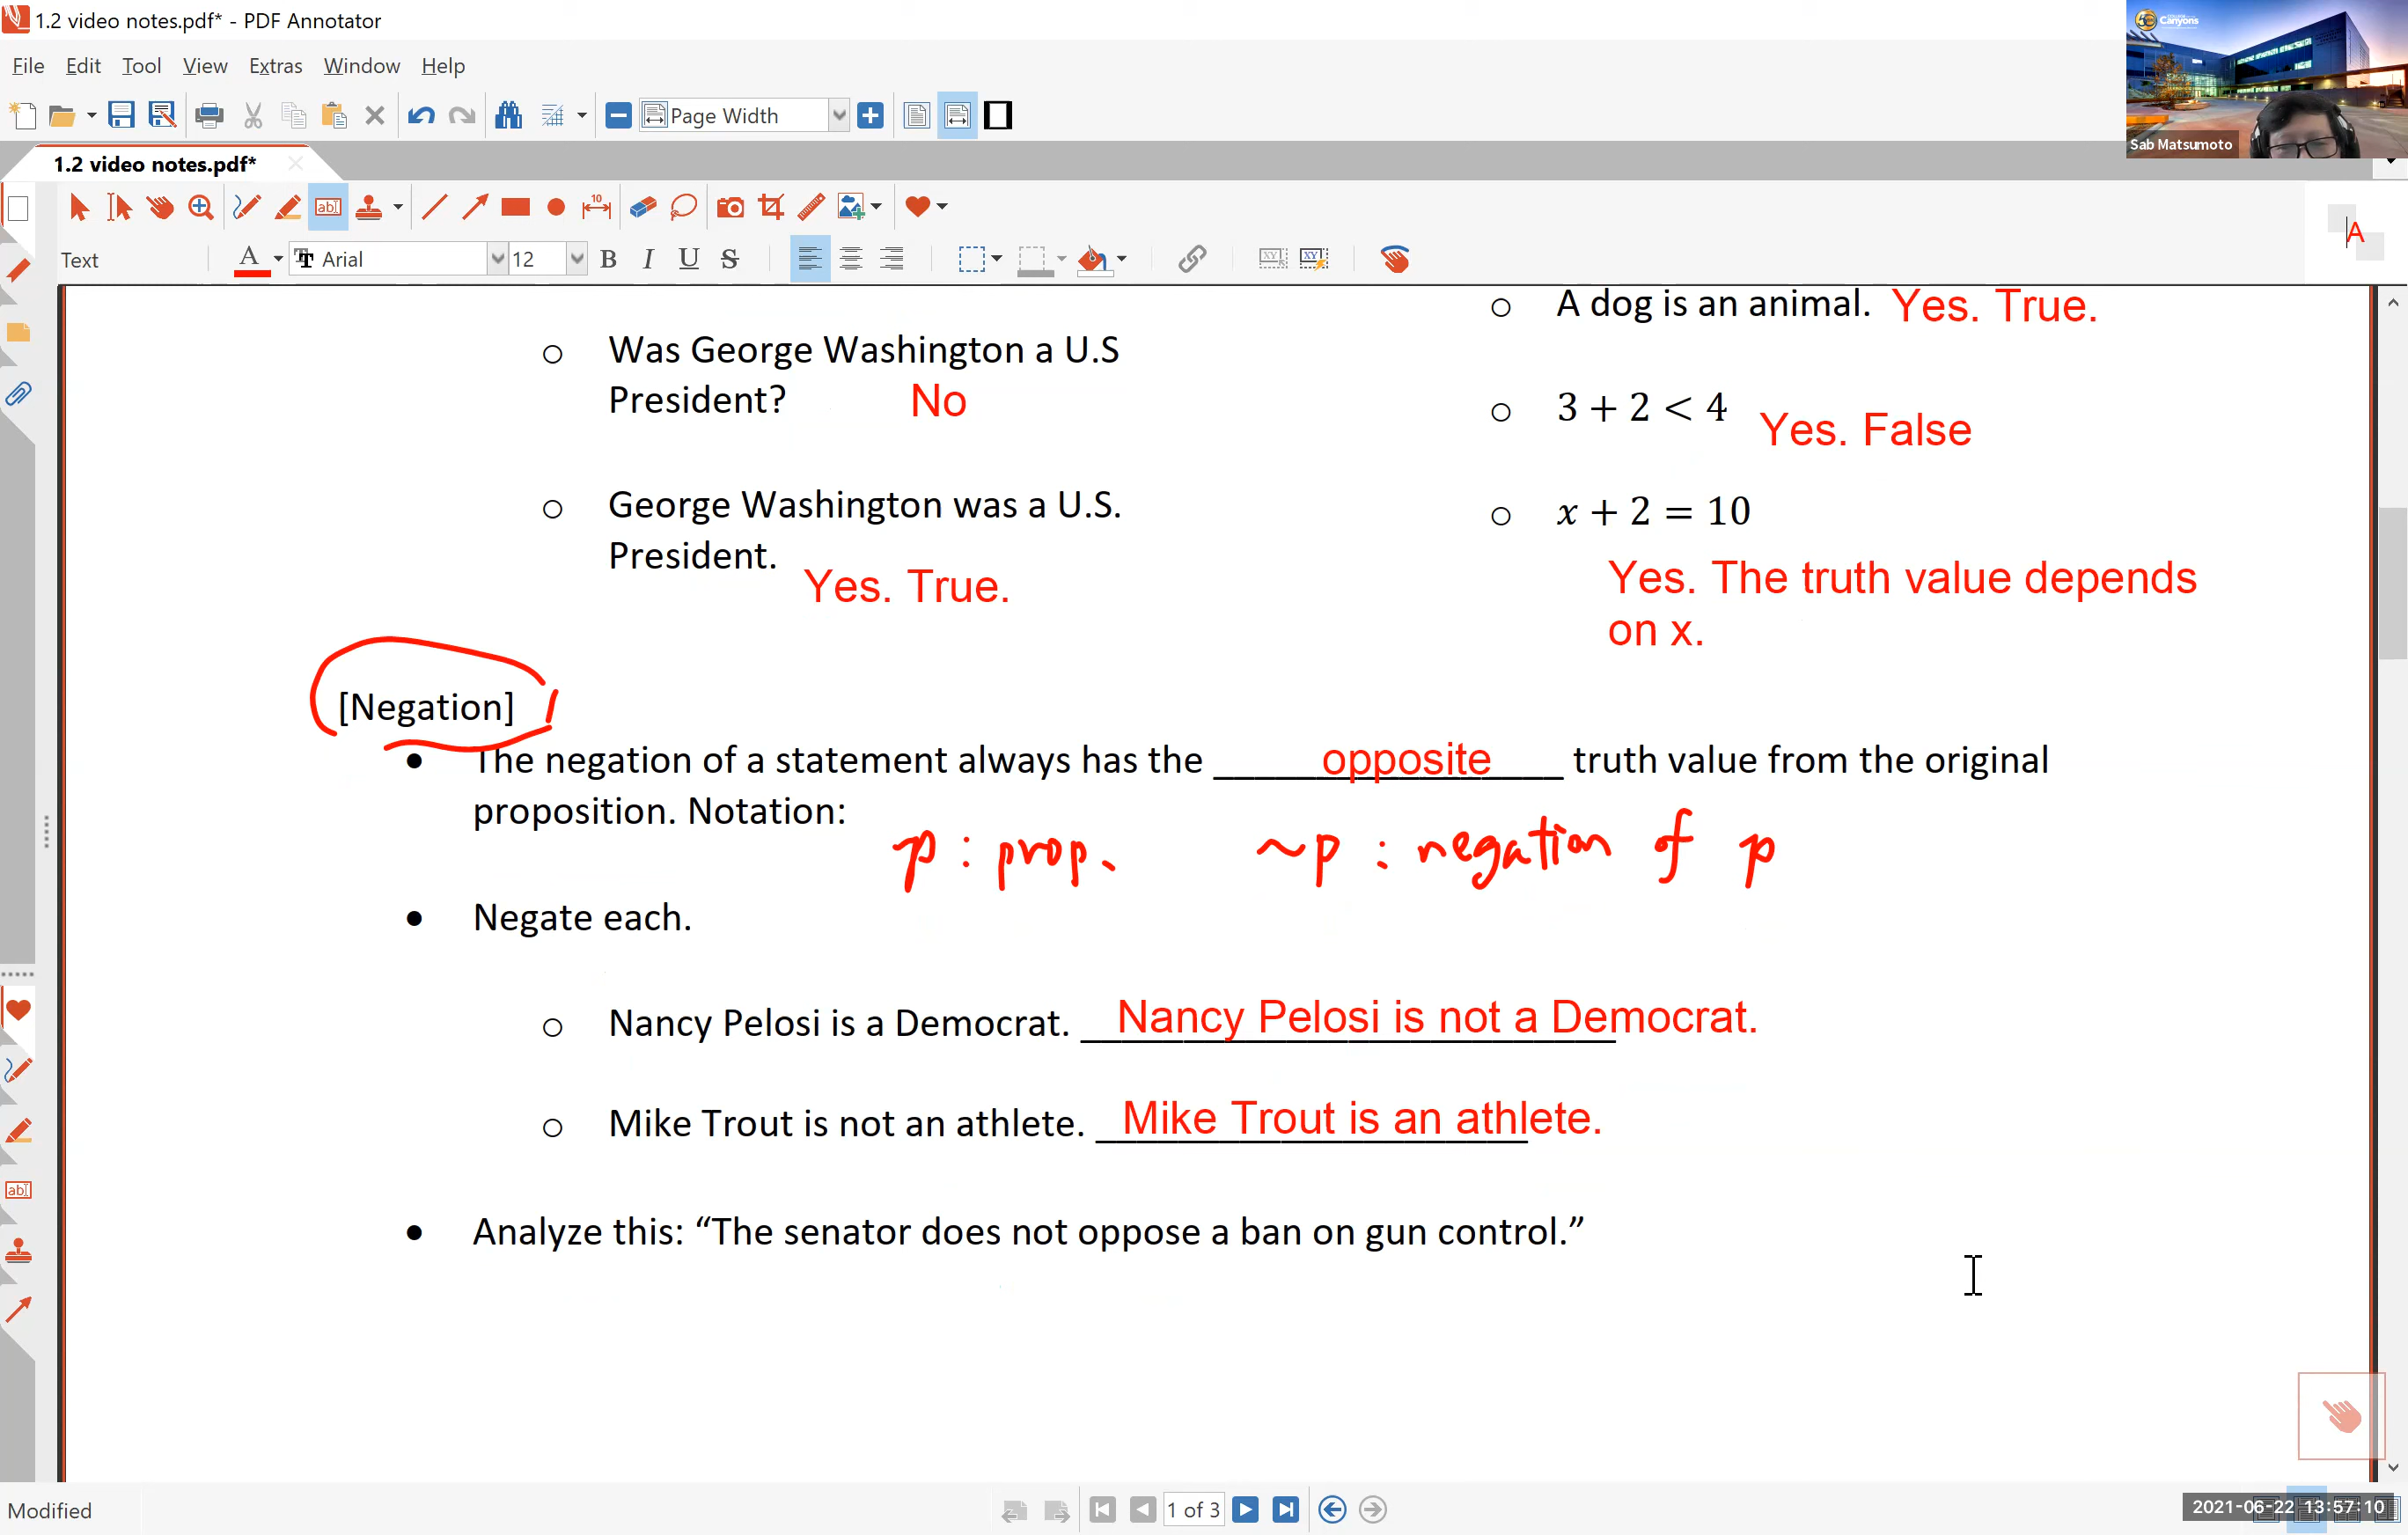 1.2 video notes.pdf* - PDF Annotator
File Edit Tool View Extras Window Help
Page Width
Canyons
Sab Matsumoto
1.2 video notes.pdf*
Text
Arial
12
A dog is an animal. Yes. True.
Was George Washington a U.S
President? No
3 + 2 < 4 Yes. False
George Washington was a U.S.
President. Yes. True.
x + 2 = 10
Yes. The truth value depends
on x.
[Negation]
The negation of a statement always has the opposite truth value from the original
proposition. Notation:
p : prop. ~p : negation of p
Negate each.
Nancy Pelosi is a Democrat. Nancy Pelosi is not a Democrat.
Mike Trout is not an athlete. Mike Trout is an athlete.
Analyze this: “The senator does not oppose a ban on gun control.”
Modified
1 of 3
2021-06-22 13:57:10